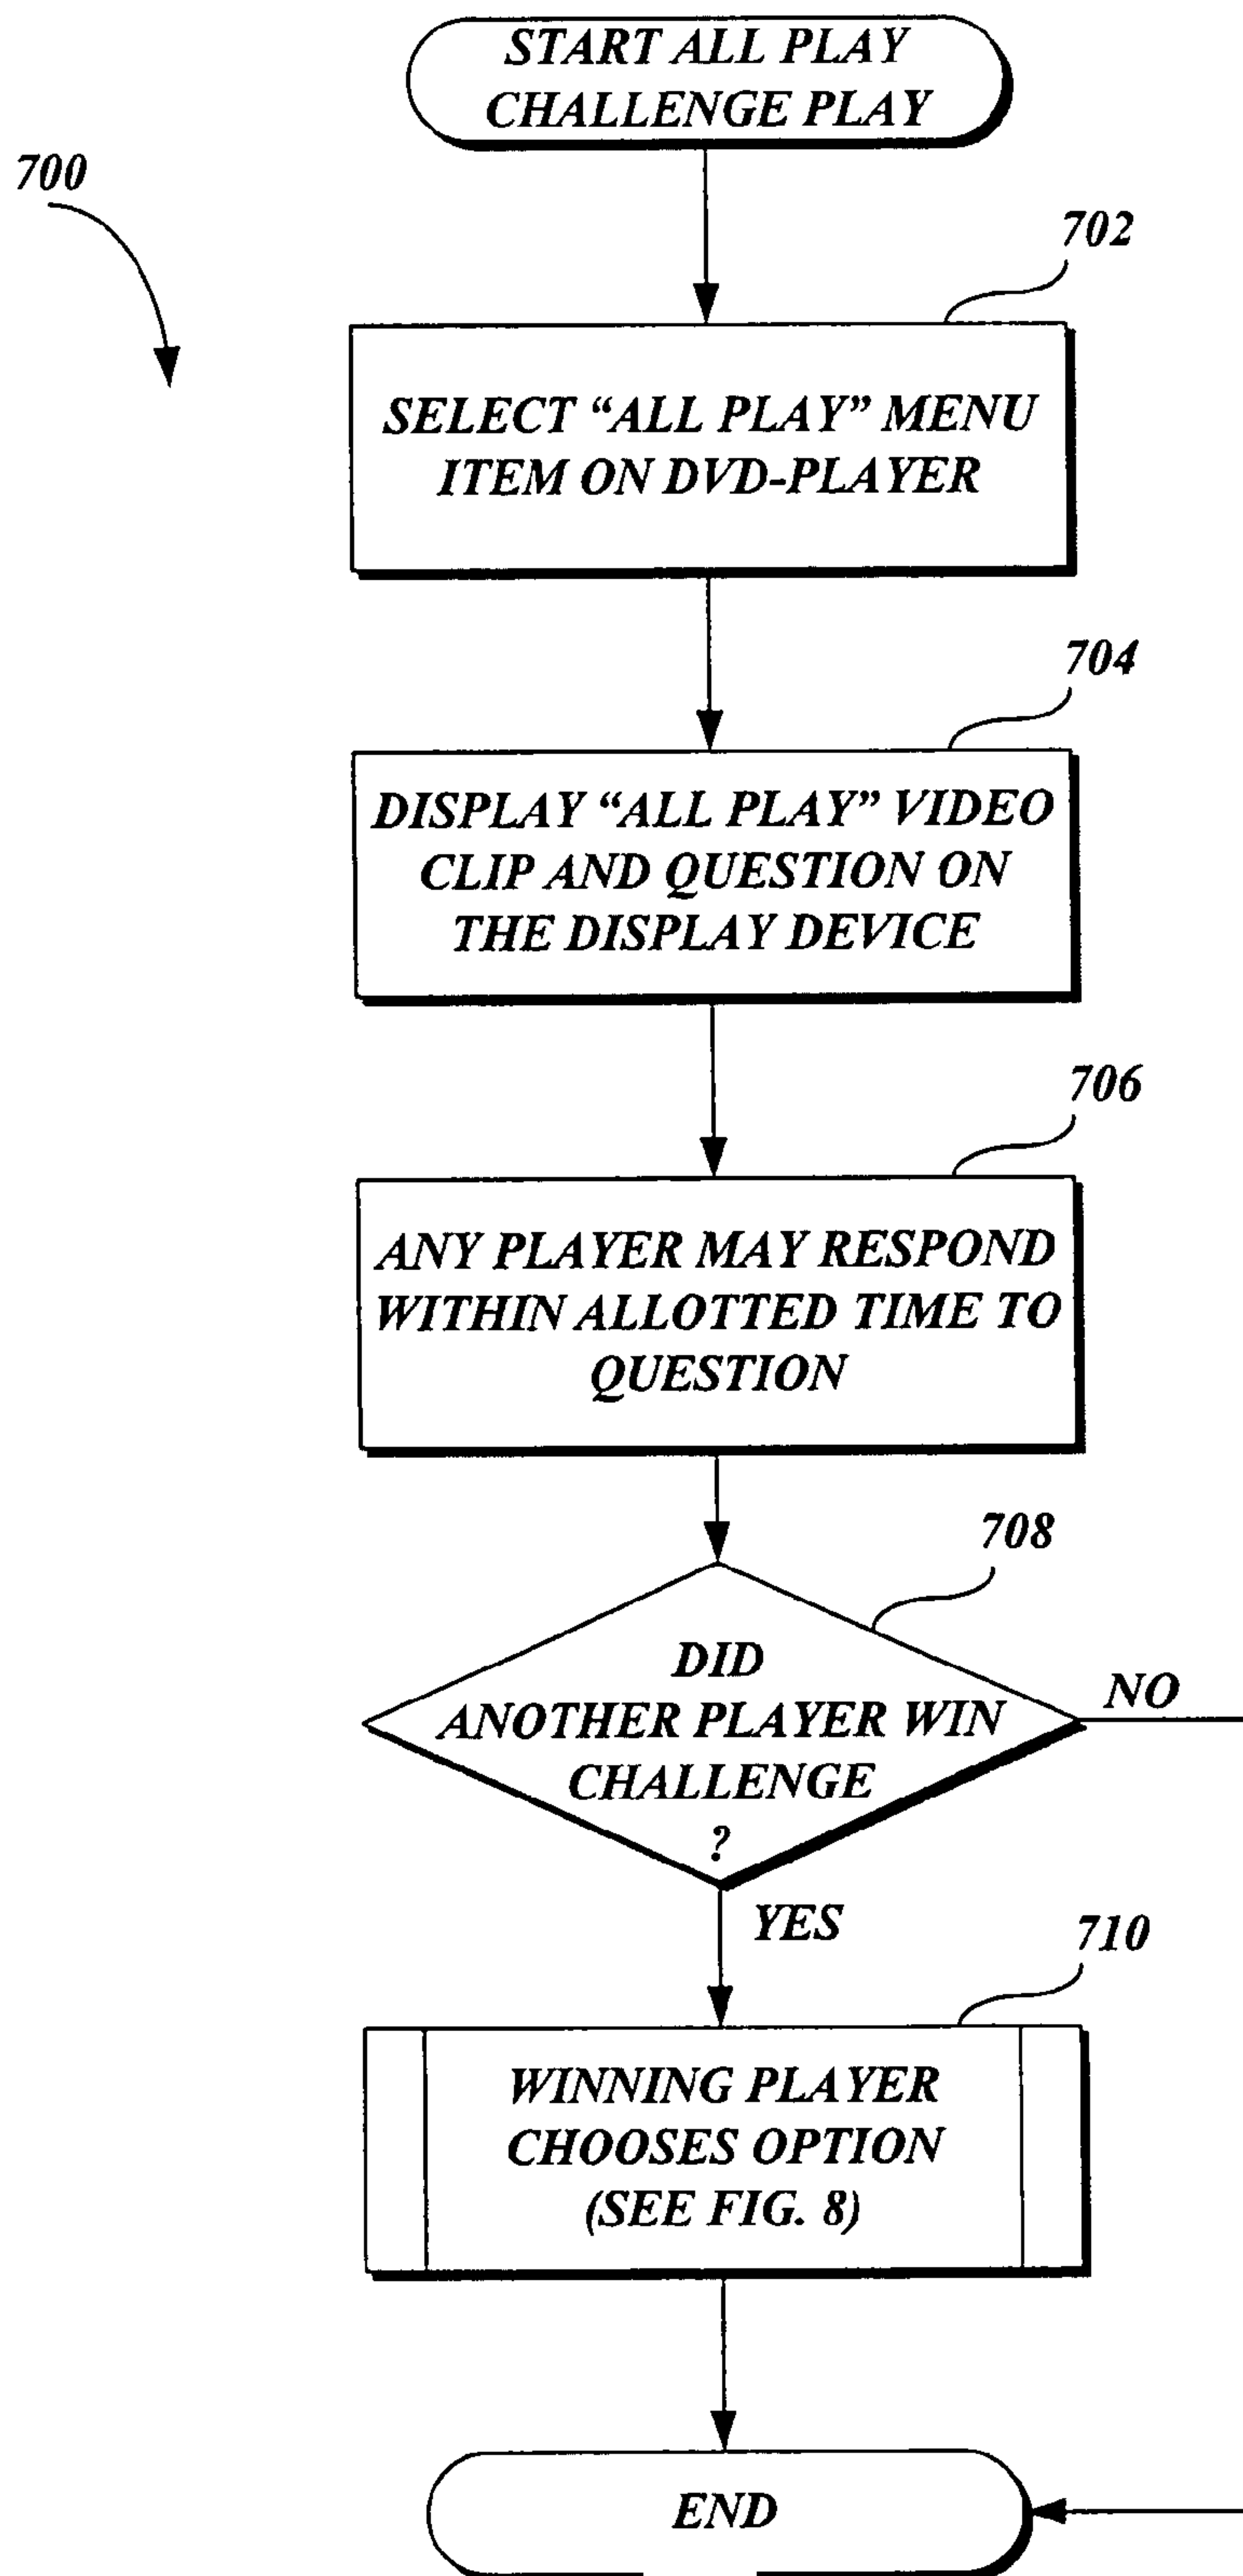 START ALL PLAY
CHALLENGE PLAY
700
702
SELECT “ALL PLAY” MENU
ITEM ON DVD-PLAYER
704
DISPLAY “ALL PLAY” VIDEO
CLIP AND QUESTION ON
THE DISPLAY DEVICE
706
ANY PLAYER MAY RESPOND
WITHIN ALLOTTED TIME TO
QUESTION
708
DID
ANOTHER PLAYER WIN
CHALLENGE
?
NO
YES
710
WINNING PLAYER
CHOOSES OPTION
(SEE FIG. 8)
END